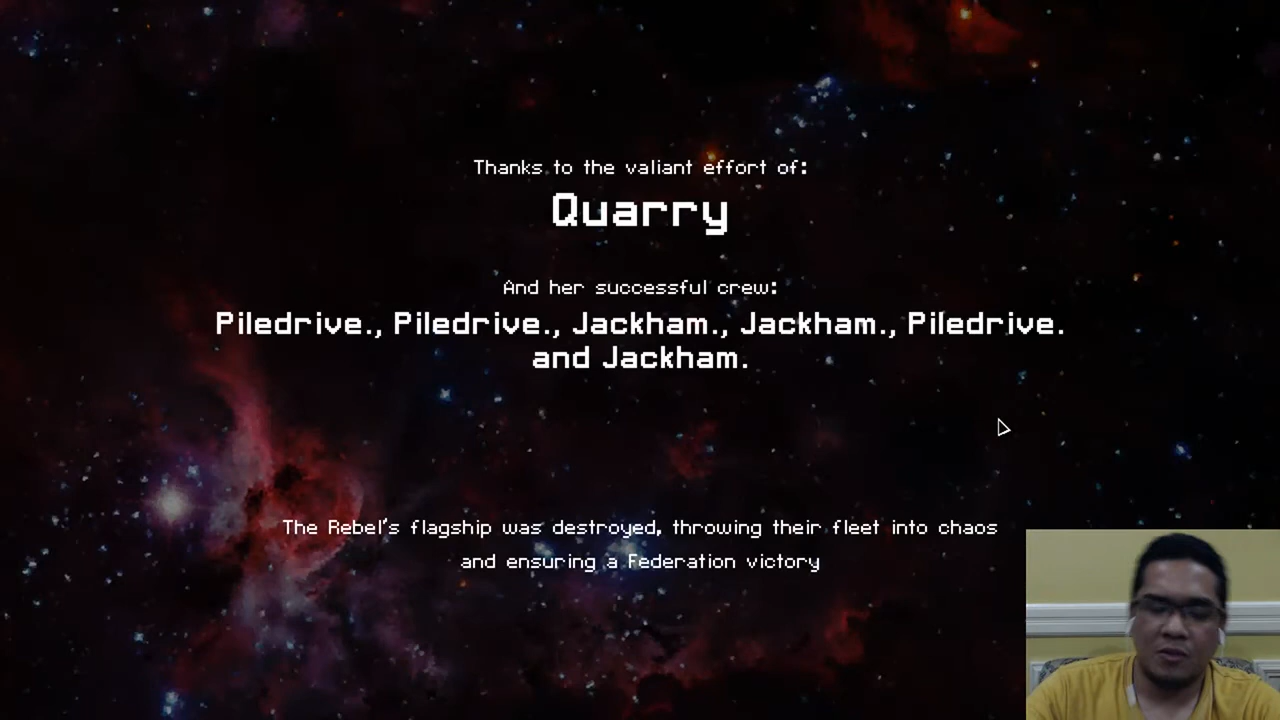 Thanks to the valiant effort of:
Quarry
And her successful crew:
Piledrive., Piledrive., Jackham., Jackham., Piledrive.
and Jackham.
The Rebel's flagship was destroyed, throwing their fleet into chaos
and ensuring a Federation victory